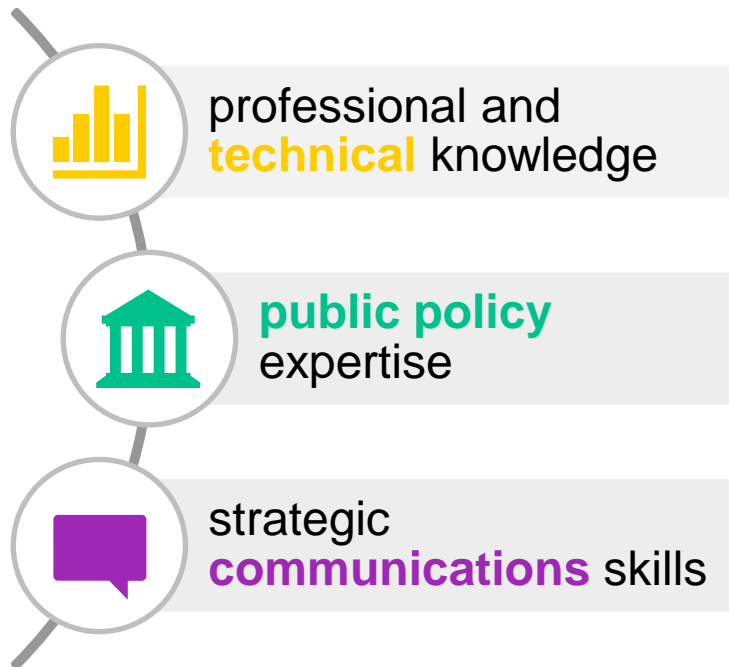 professional and
technical knowledge
public policy
expertise
strategic
communications skills